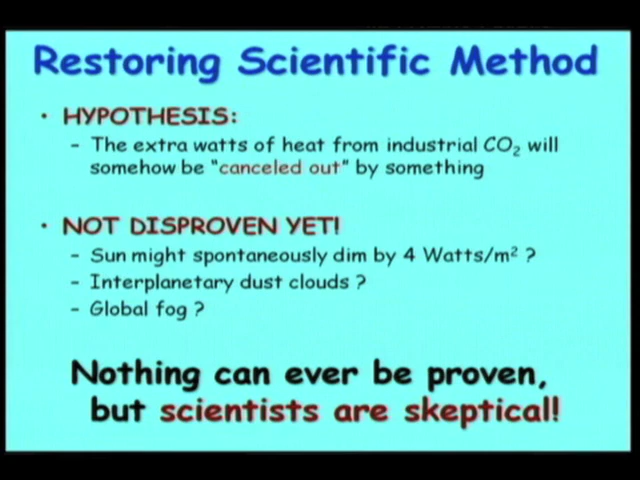 Restoring Scientific Method
• HYPOTHESIS:
– The extra watts of heat from industrial CO₂ will
somehow be "canceled out" by something
• NOT DISPROVEN YET!
– Sun might spontaneously dim by 4 Watts/m² ?
– Interplanetary dust clouds ?
– Global fog ?
Nothing can ever be proven,
but scientists are skeptical!